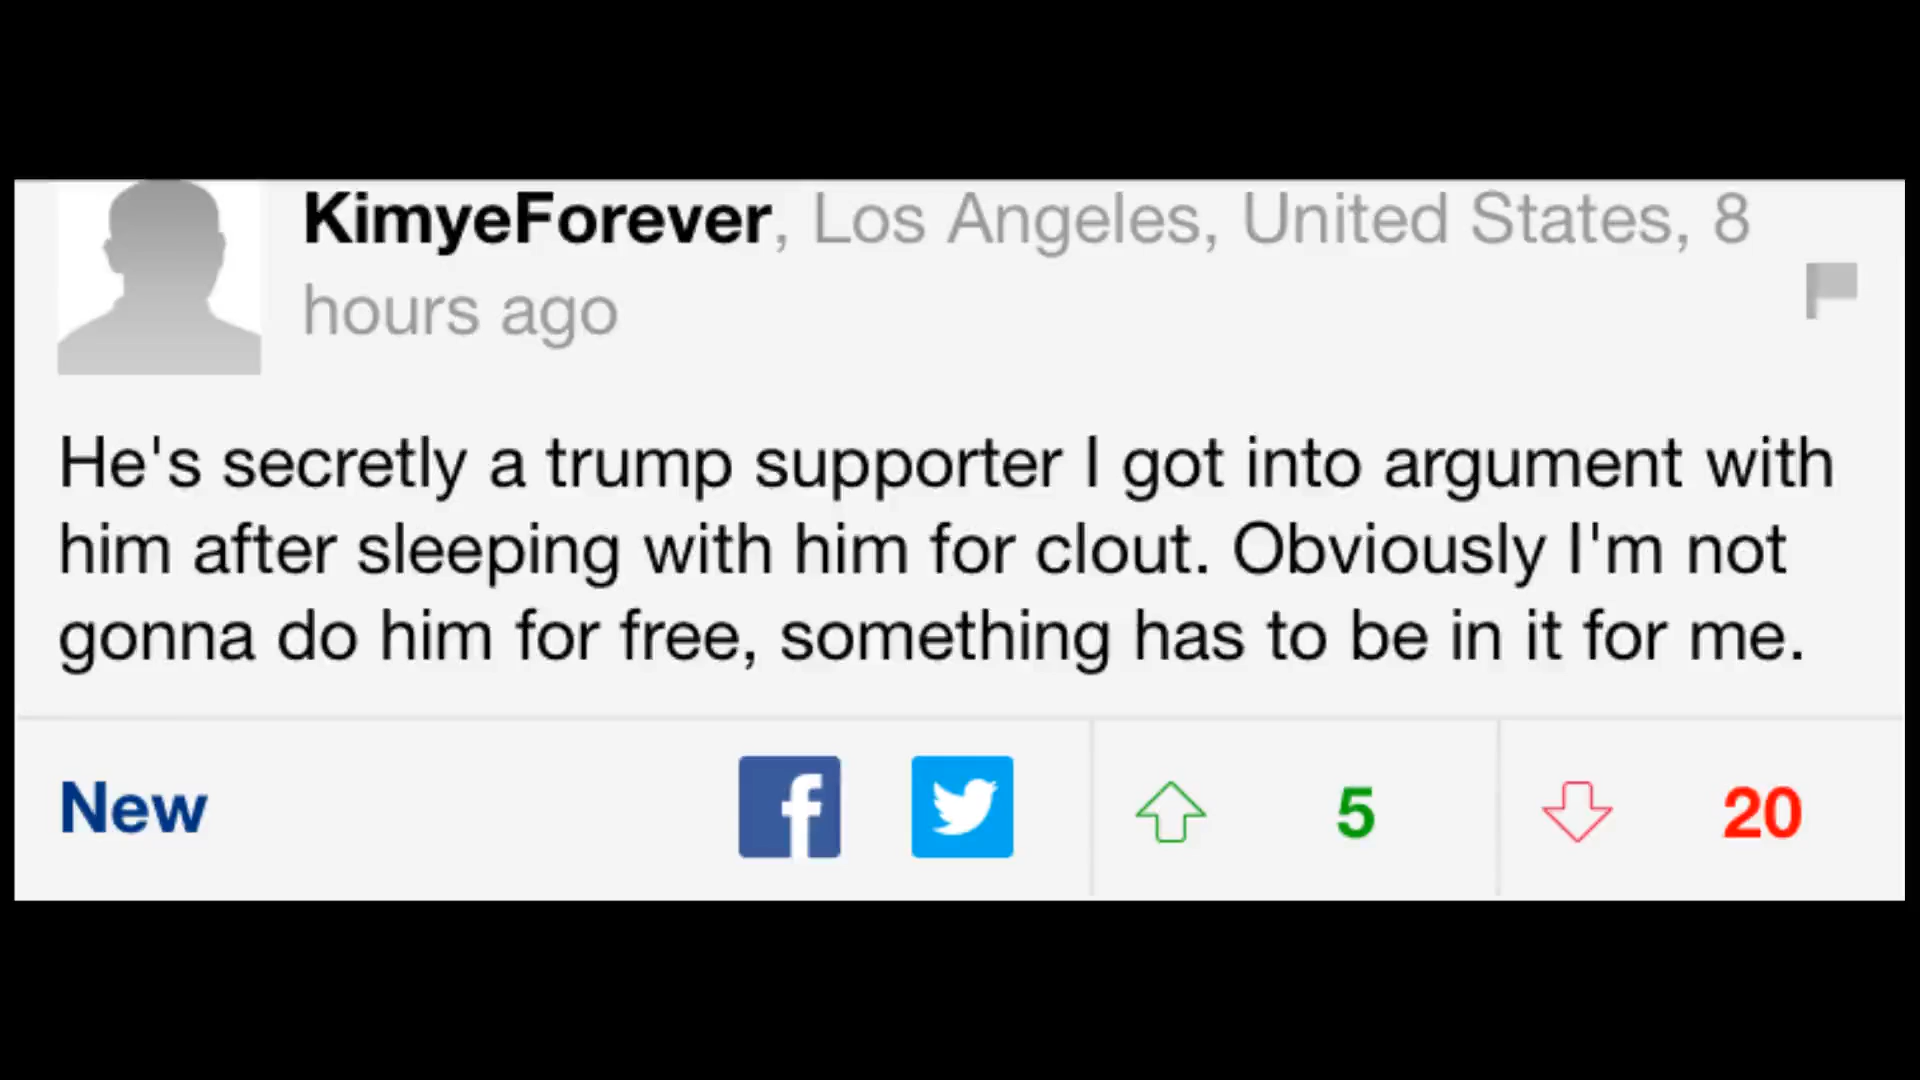 KimyeForever, Los Angeles, United States, 8
hours ago
He's secretly a trump supporter I got into argument with
him after sleeping with him for clout. Obviously I'm not
gonna do him for free, something has to be in it for me.
New 5 20